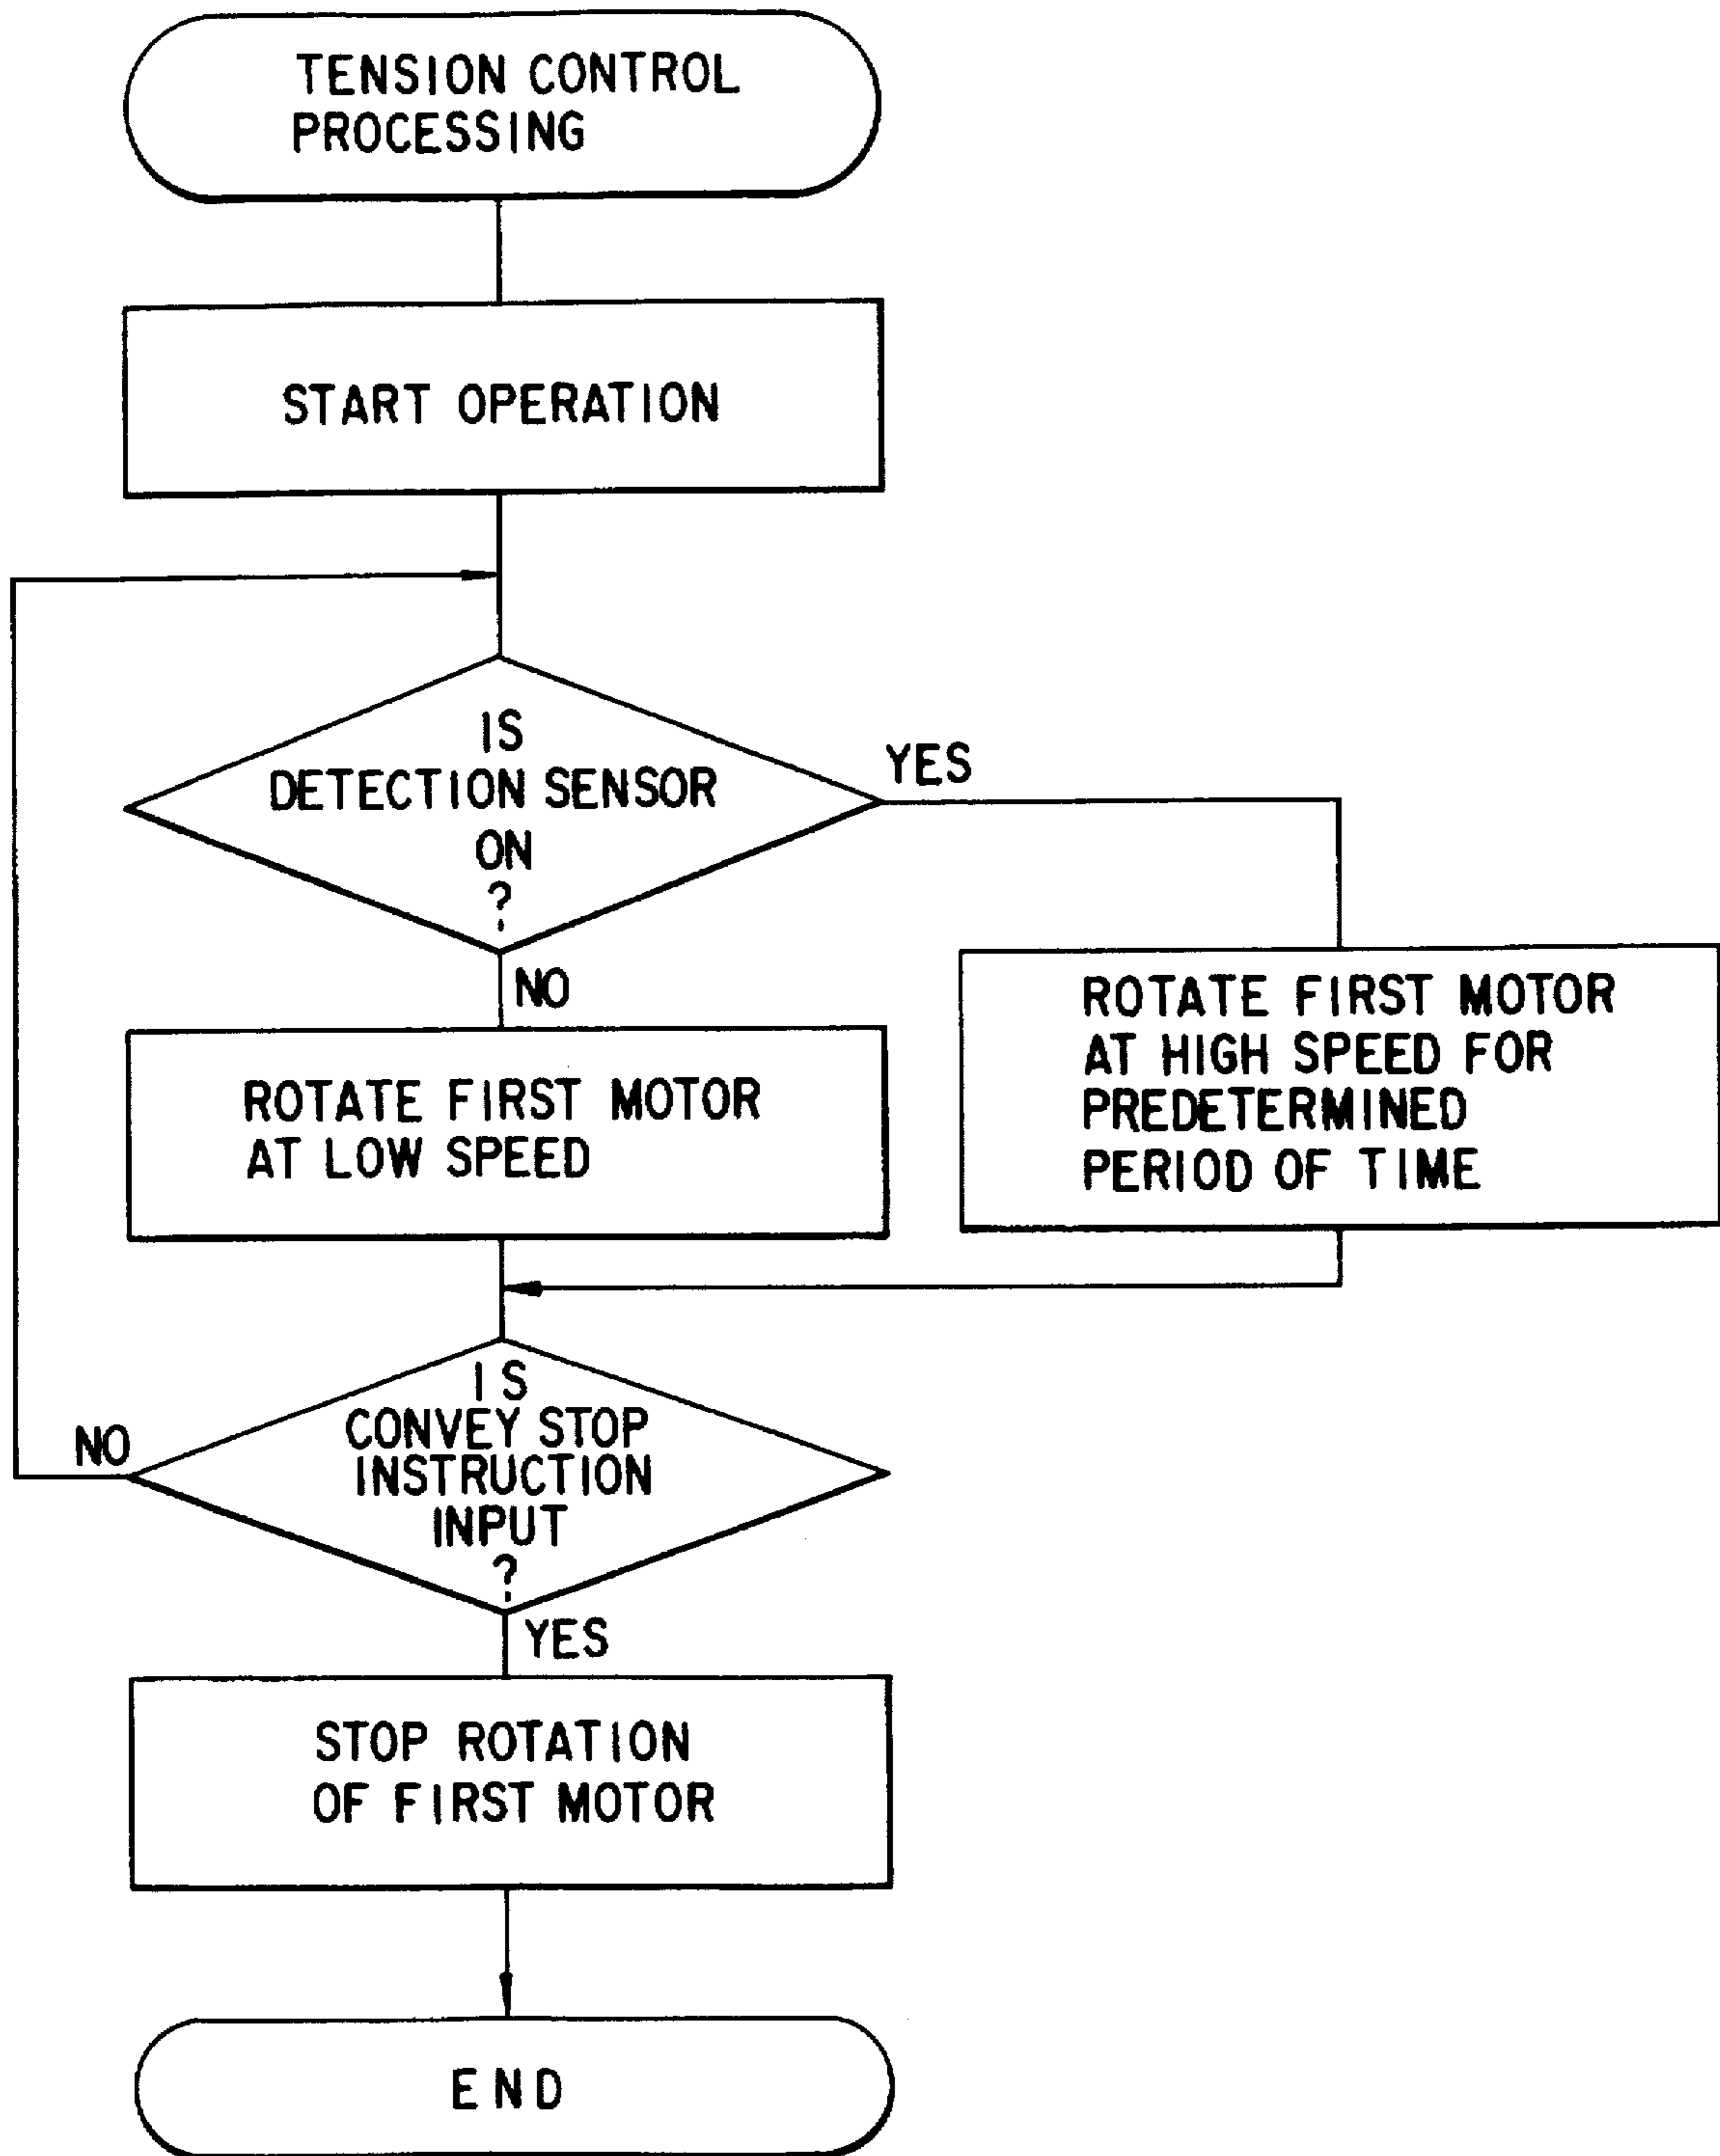 TENSION CONTROL
PROCESSING
START OPERATION
IS
DETECTION SENSOR
ON
?
YES
NO
ROTATE FIRST MOTOR
AT LOW SPEED
ROTATE FIRST MOTOR
AT HIGH SPEED FOR
PREDETERMINED
PERIOD OF TIME
IS
CONVEY STOP
INSTRUCTION
INPUT
?
NO
YES
STOP ROTATION
OF FIRST MOTOR
END